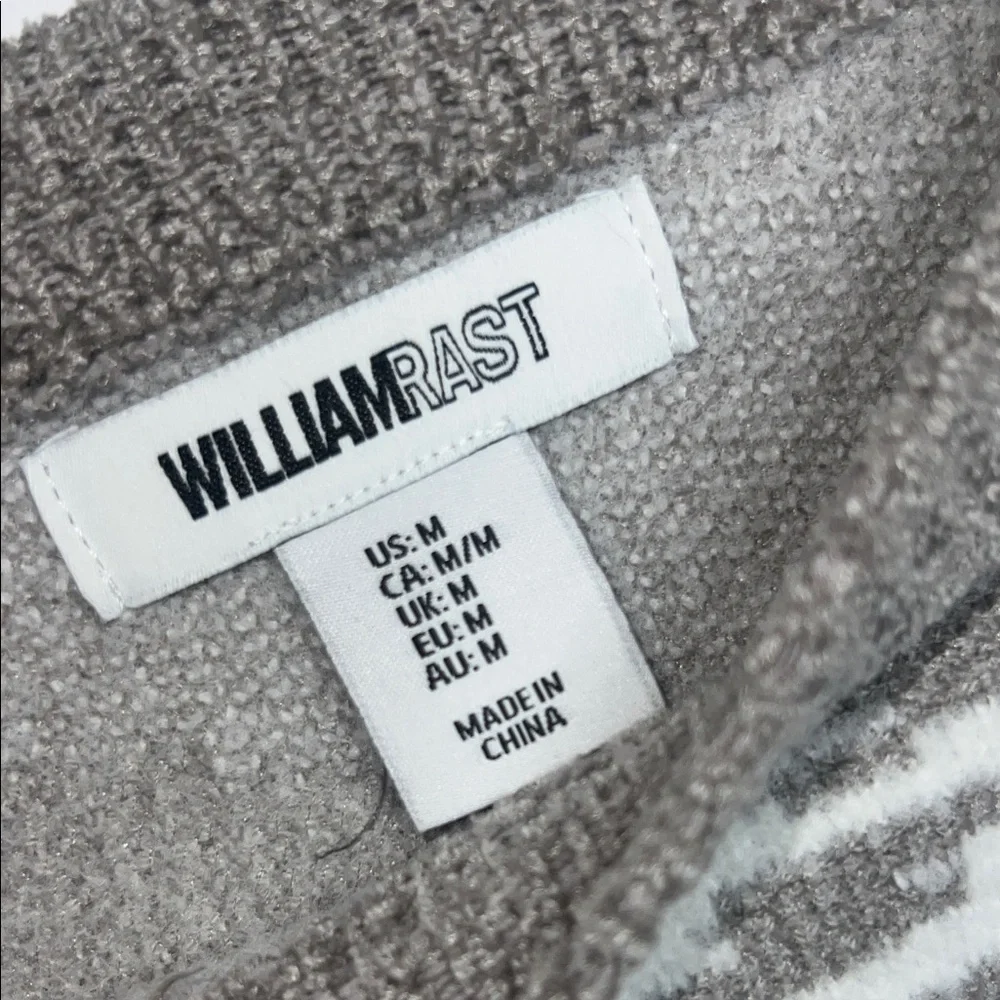 WILLIAMRAST
US: M
CA: M/M
UK: M
EU: M
AU: M
MADE IN
CHINA